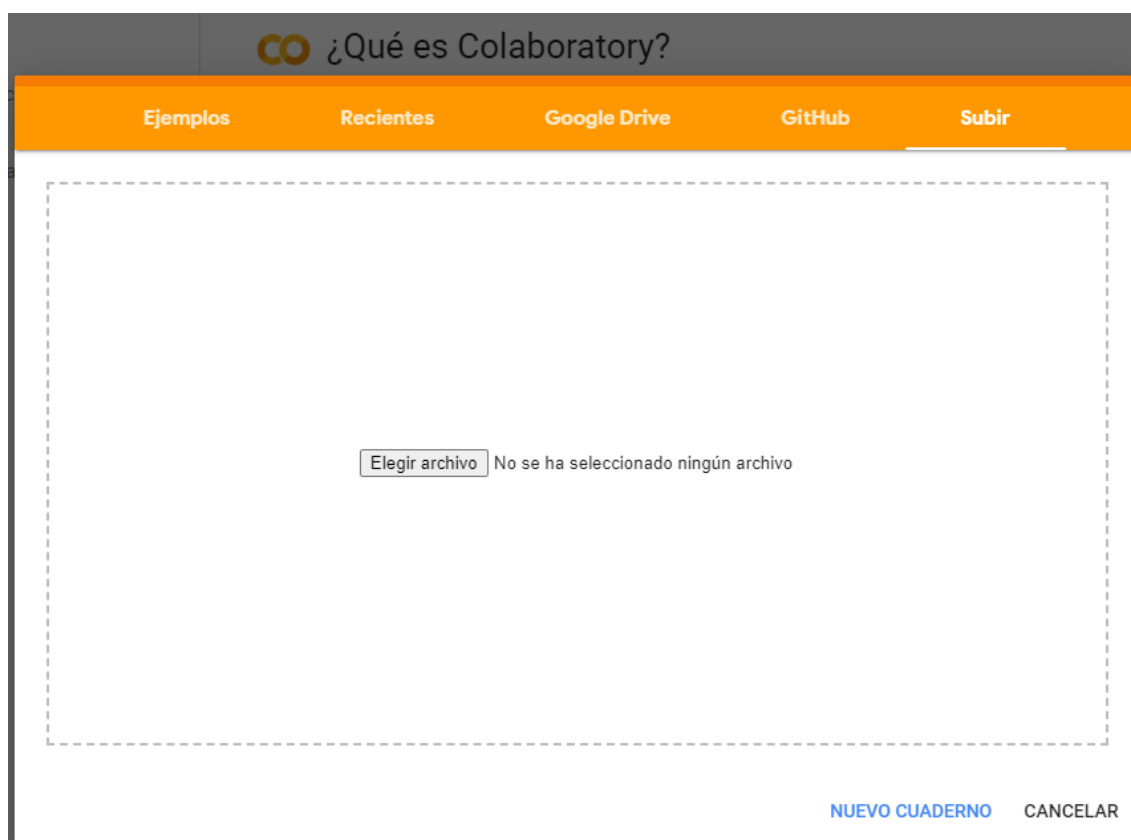 CO ¿Qué es Colaboratory?
Ejemplos Recientes Google Drive GitHub Subir
Elegir archivo No se ha seleccionado ningún archivo
NUEVO CUADERNO CANCELAR